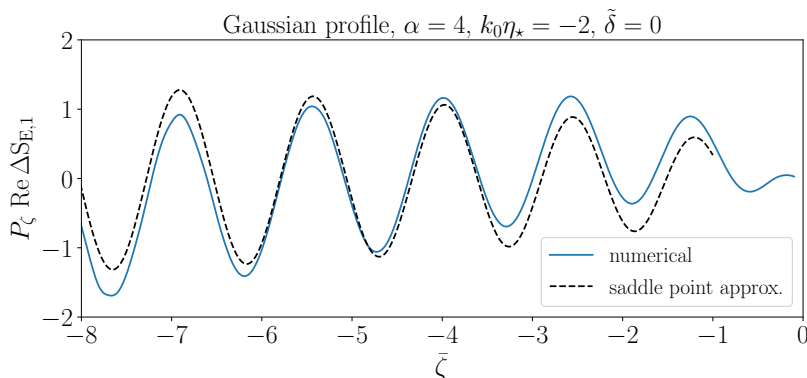 Gaussian profile, α = 4, k₀η⋆ = −2, δ̃ = 0
P_ζ Re ΔS_E,1
2
1
0
−1
−2
numerical
saddle point approx.
−8 −7 −6 −5 −4 −3 −2 −1 0
ζ̄